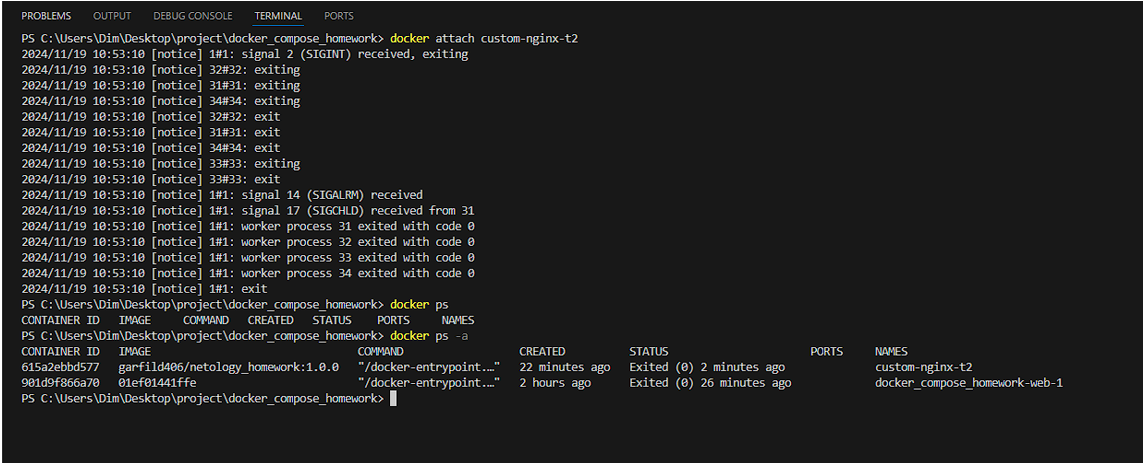 PROBLEMS OUTPUT DEBUG CONSOLE TERMINAL PORTS
PS C:\Users\Dim\Desktop\project\docker_compose_homework> docker attach custom-nginx-t2
2024/11/19 10:53:10 [notice] 1#1: signal 2 (SIGINT) received, exiting
2024/11/19 10:53:10 [notice] 32#32: exiting
2024/11/19 10:53:10 [notice] 31#31: exiting
2024/11/19 10:53:10 [notice] 34#34: exiting
2024/11/19 10:53:10 [notice] 32#32: exit
2024/11/19 10:53:10 [notice] 31#31: exit
2024/11/19 10:53:10 [notice] 34#34: exit
2024/11/19 10:53:10 [notice] 33#33: exiting
2024/11/19 10:53:10 [notice] 33#33: exit
2024/11/19 10:53:10 [notice] 1#1: signal 14 (SIGALRM) received
2024/11/19 10:53:10 [notice] 1#1: signal 17 (SIGCHLD) received from 31
2024/11/19 10:53:10 [notice] 1#1: worker process 31 exited with code 0
2024/11/19 10:53:10 [notice] 1#1: worker process 32 exited with code 0
2024/11/19 10:53:10 [notice] 1#1: worker process 33 exited with code 0
2024/11/19 10:53:10 [notice] 1#1: worker process 34 exited with code 0
2024/11/19 10:53:10 [notice] 1#1: exit
PS C:\Users\Dim\Desktop\project\docker_compose_homework> docker ps
CONTAINER ID IMAGE COMMAND CREATED STATUS PORTS NAMES
PS C:\Users\Dim\Desktop\project\docker_compose_homework> docker ps -a
CONTAINER ID IMAGE COMMAND CREATED STATUS PORTS NAMES
615a2ebbd577 garfild406/netology_homework:1.0.0 "/docker-entrypoint.…" 22 minutes ago Exited (0) 2 minutes ago custom-nginx-t2
901d9f866a70 01ef01441ffe "/docker-entrypoint.…" 2 hours ago Exited (0) 26 minutes ago docker_compose_homework-web-1
PS C:\Users\Dim\Desktop\project\docker_compose_homework>